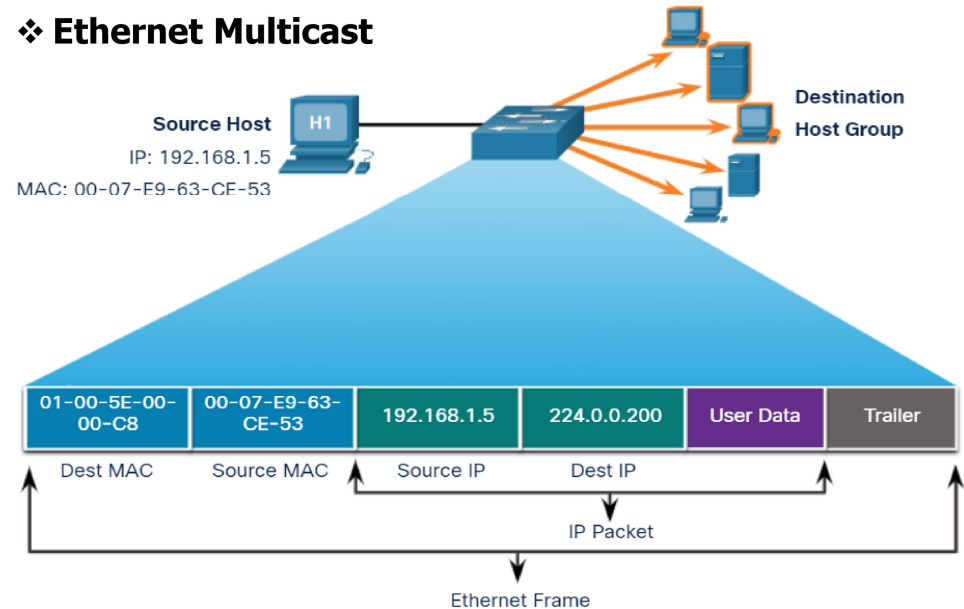 ❖ Ethernet Multicast
H1
Source Host
IP: 192.168.1.5
MAC: 00-07-E9-63-CE-53
Destination
Host Group
01-00-5E-00-
00-C8
00-07-E9-63-
CE-53
192.168.1.5
224.0.0.200
User Data
Trailer
Dest MAC
Source MAC
Source IP
Dest IP
IP Packet
Ethernet Frame